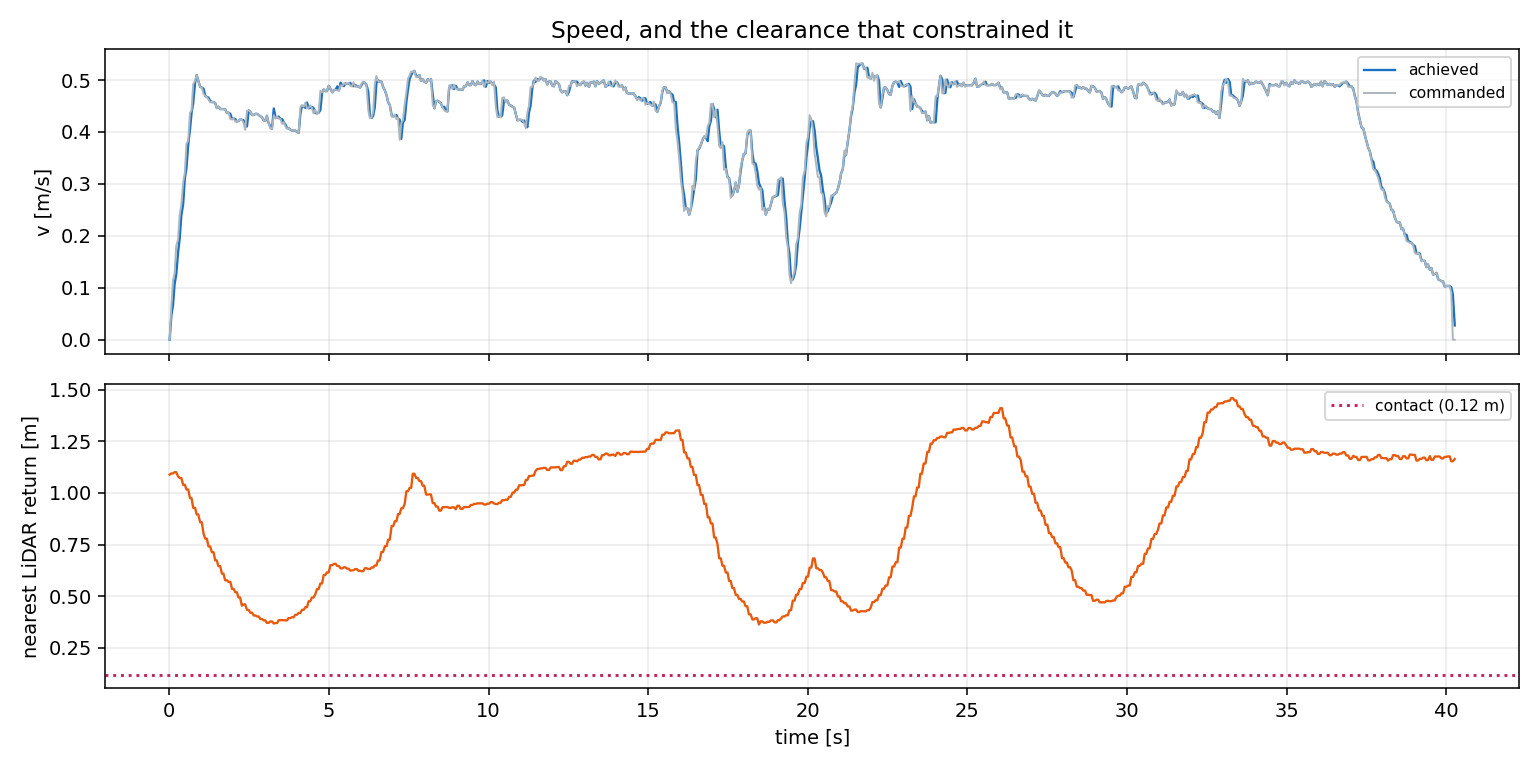 Speed, and the clearance that constrained it
v [m/s]
0.5
0.4
0.3
0.2
0.1
0.0
achieved
commanded
nearest LiDAR return [m]
1.50
1.25
1.00
0.75
0.50
0.25
contact (0.12 m)
0 5 10 15 20 25 30 35 40
time [s]